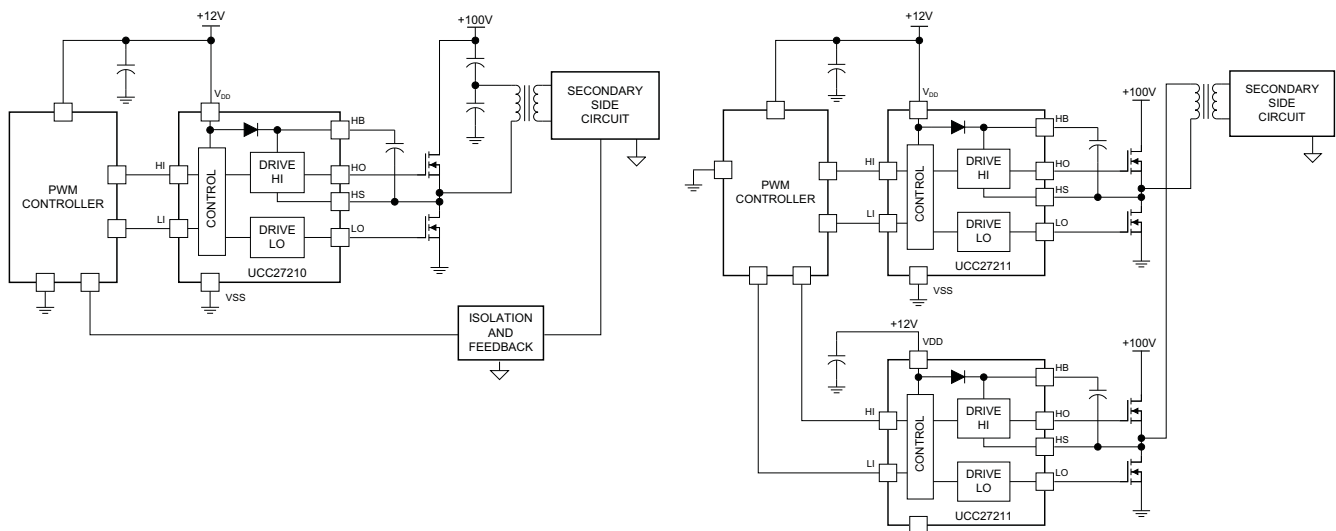 +12V
+100V
V_DD
HB
SECONDARY
SIDE
CIRCUIT
HI
DRIVE
HI
HO
PWM
CONTROLLER
CONTROL
HS
LI
DRIVE
LO
LO
UCC27210
VSS
ISOLATION
AND
FEEDBACK
+12V
V_DD
+100V
SECONDARY
SIDE
CIRCUIT
HB
HI
DRIVE
HI
HO
PWM
CONTROLLER
CONTROL
HS
LI
DRIVE
LO
LO
UCC27211
VSS
+12V
VDD
+100V
HB
HI
DRIVE
HI
HO
CONTROL
HS
LI
DRIVE
LO
LO
UCC27211